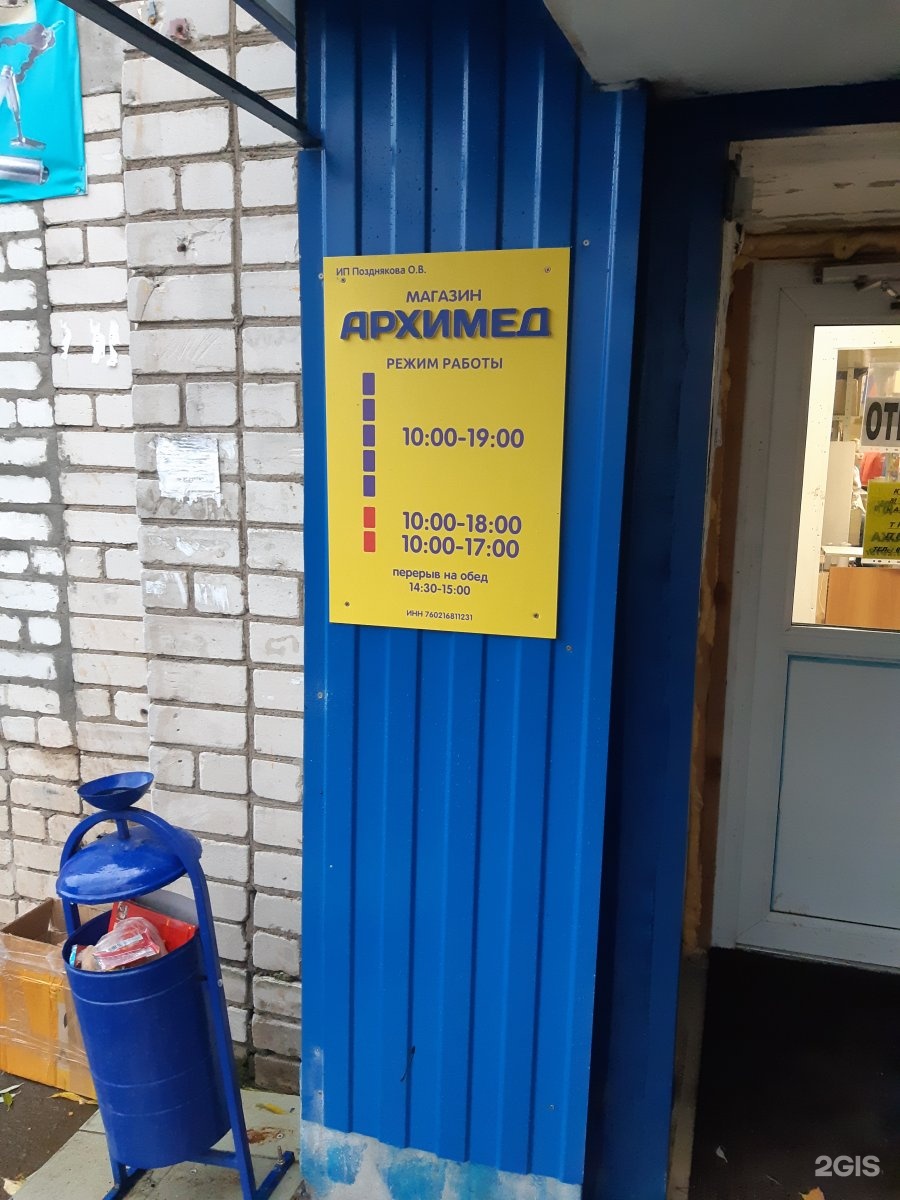 ИП Позднякова О.В.
МАГАЗИН
АРХИМЕД
РЕЖИМ РАБОТЫ
10:00-19:00
10:00-18:00
10:00-17:00
перерыв на обед
14:30-15:00
ИНН 760216811231
ОТ
2GIS